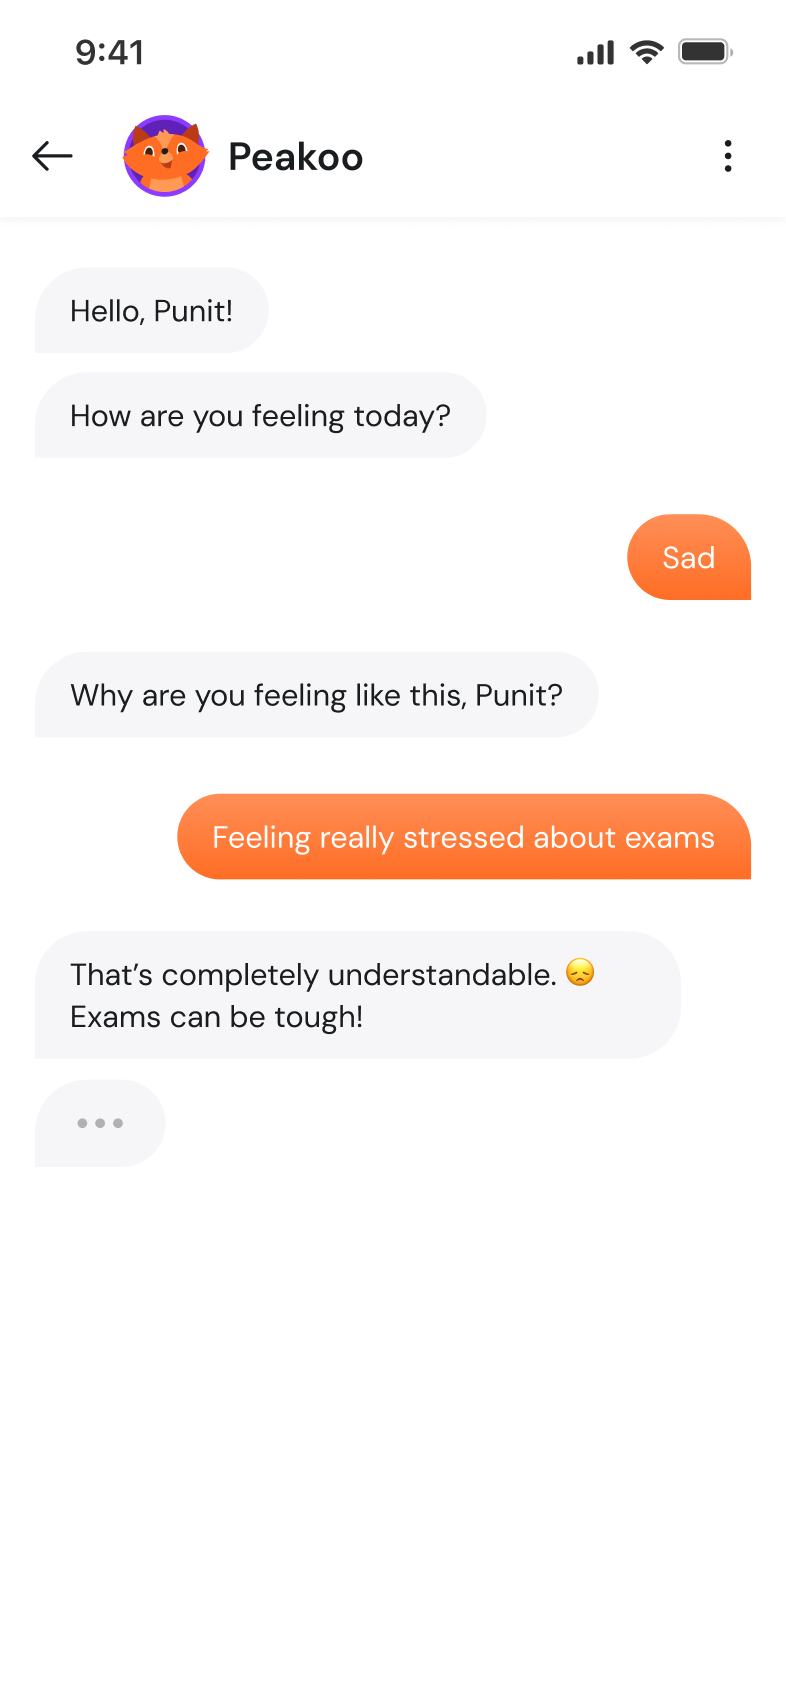 9:41
Peakoo
Hello, Punit!
How are you feeling today?
Sad
Why are you feeling like this, Punit?
Feeling really stressed about exams
That’s completely understandable. 😞
Exams can be tough!